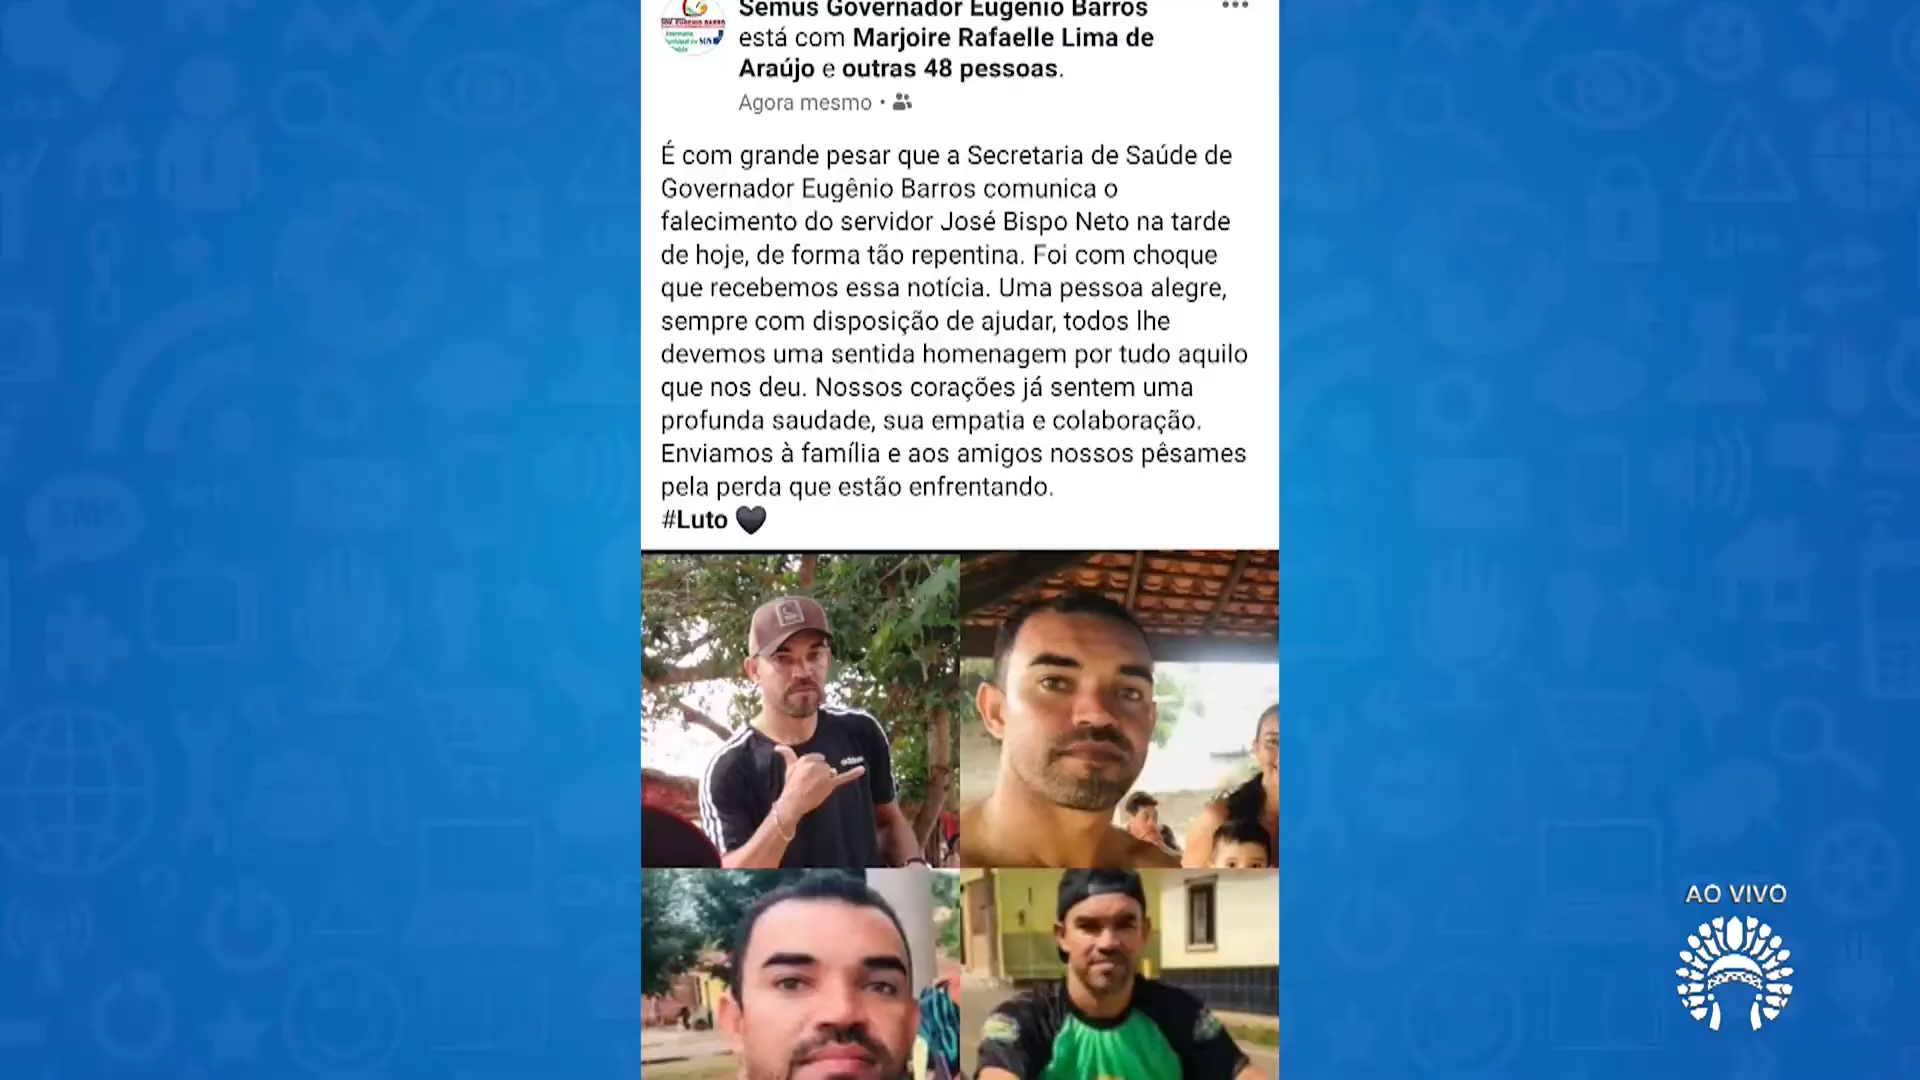 Semus Governador Eugênio Barros
está com Marjoire Rafaelle Lima de
Araújo e outras 48 pessoas.
Agora mesmo
É com grande pesar que a Secretaria de Saúde de
Governador Eugênio Barros comunica o
falecimento do servidor José Bispo Neto na tarde
de hoje, de forma tão repentina. Foi com choque
que recebemos essa notícia. Uma pessoa alegre,
sempre com disposição de ajudar, todos lhe
devemos uma sentida homenagem por tudo aquilo
que nos deu. Nossos corações já sentem uma
profunda saudade, sua empatia e colaboração.
Enviamos à família e aos amigos nossos pêsames
pela perda que estão enfrentando.
#Luto 🖤
SMS
AO VIVO